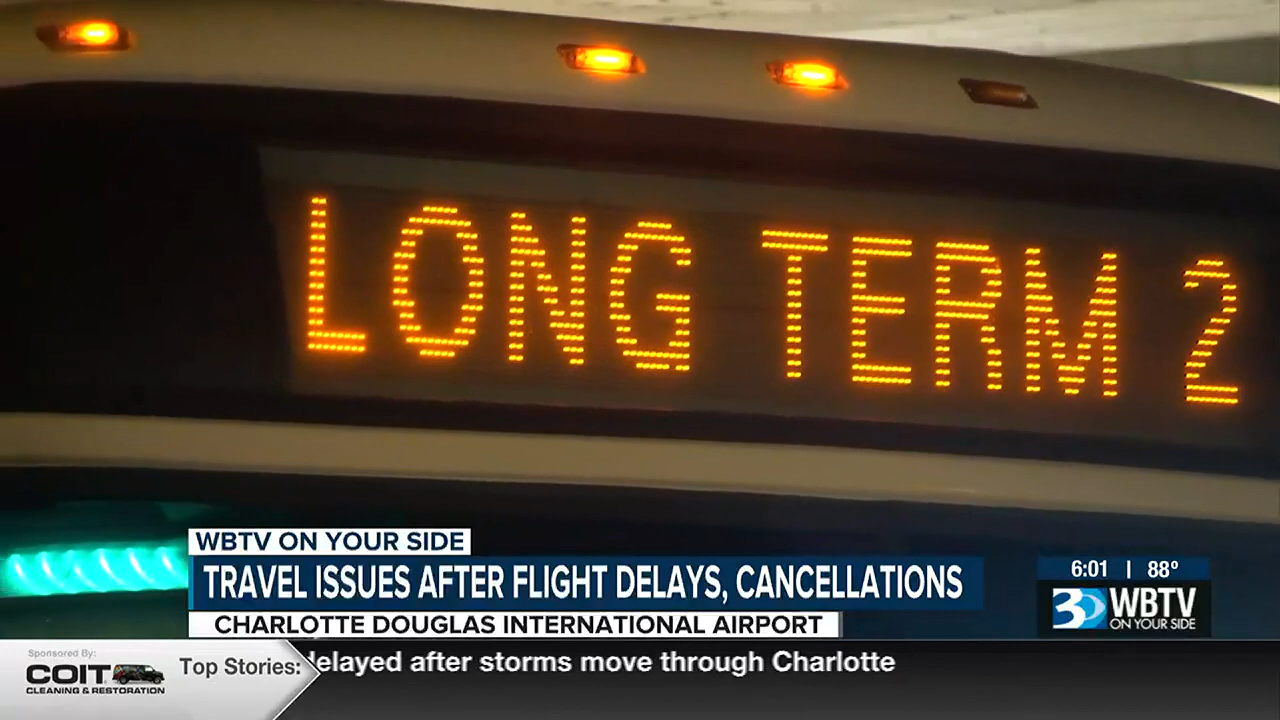 LONG TERM 2
WBTV ON YOUR SIDE
TRAVEL ISSUES AFTER FLIGHT DELAYS, CANCELLATIONS
CHARLOTTE DOUGLAS INTERNATIONAL AIRPORT
6:01 | 88°
3 WBTV
ON YOUR SIDE
Sponsored By:
COIT
CLEANING & RESTORATION
Top Stories:
elayed after storms move through Charlotte